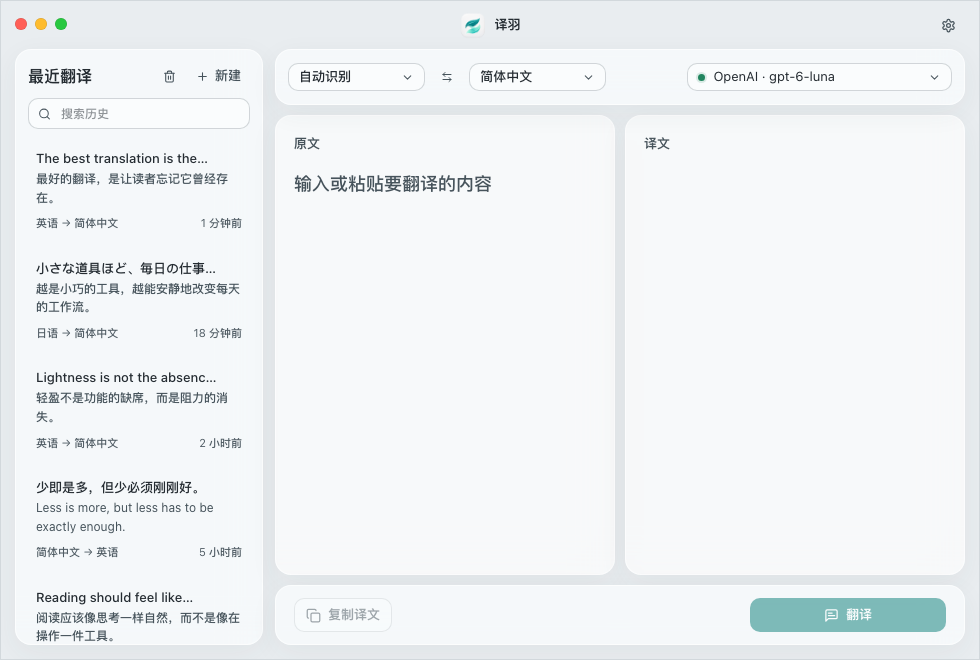 译羽
最近翻译
新建
搜索历史
The best translation is the...
最好的翻译，是让读者忘记它曾经存
在。
英语 → 简体中文
1 分钟前
小さな道具ほど、毎日の仕事...
越是小巧的工具，越能安静地改变每天
的工作流。
日语 → 简体中文
18 分钟前
Lightness is not the absenc...
轻盈不是功能的缺席，而是阻力的消
失。
英语 → 简体中文
2 小时前
少即是多，但少必须刚刚好。
Less is more, but less has to be
exactly enough.
简体中文 → 英语
5 小时前
Reading should feel like...
阅读应该像思考一样自然，而不是像在
操作一件工具。
自动识别
简体中文
OpenAI · gpt-6-luna
原文
输入或粘贴要翻译的内容
译文
复制译文
翻译